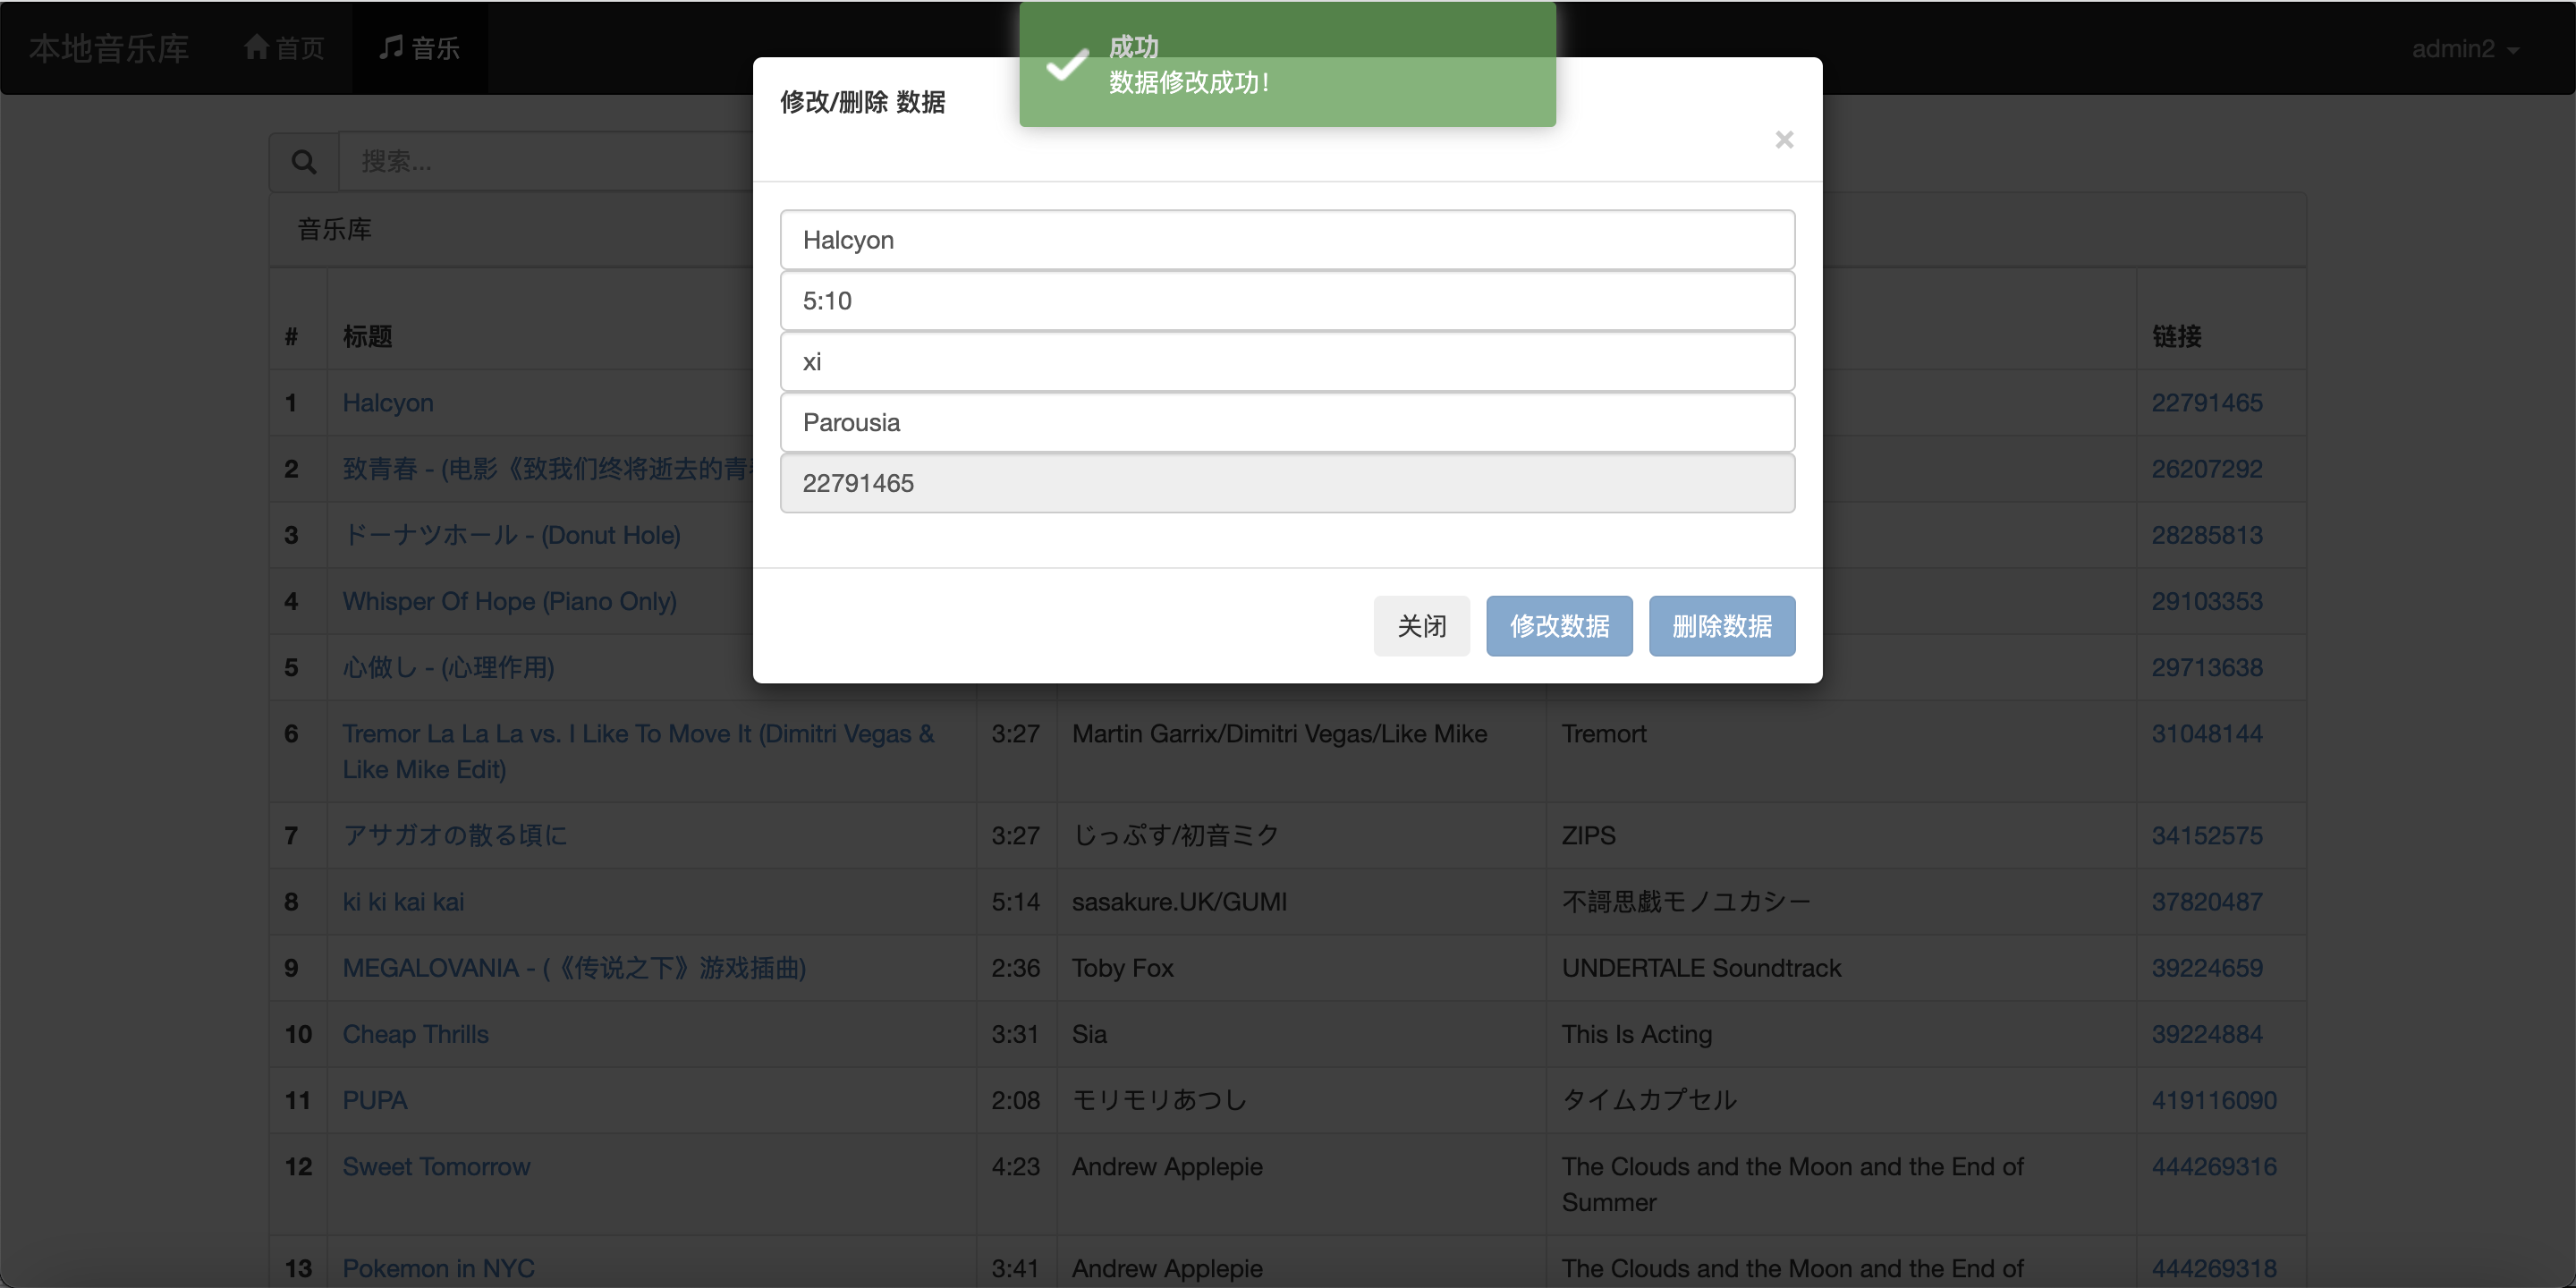 本地音乐库 首页 音乐 admin2
成功
数据修改成功!
修改/删除 数据
×
搜索...
音乐库
Halcyon
5:10
xi
Parousia
22791465
关闭 修改数据 删除数据
# 标题 链接
1 Halcyon 22791465
2 致青春 - (电影《致我们终将逝去的青 26207292
3 ドーナツホール - (Donut Hole) 28285813
4 Whisper Of Hope (Piano Only) 29103353
5 心做し - (心理作用) 29713638
6 Tremor La La La vs. I Like To Move It (Dimitri Vegas & 3:27 Martin Garrix/Dimitri Vegas/Like Mike Tremort 31048144
Like Mike Edit)
7 アサガオの散る頃に 3:27 じっぷす/初音ミク ZIPS 34152575
8 ki ki kai kai 5:14 sasakure.UK/GUMI 不謌思戯モノユカシー 37820487
9 MEGALOVANIA - (《传说之下》游戏插曲) 2:36 Toby Fox UNDERTALE Soundtrack 39224659
10 Cheap Thrills 3:31 Sia This Is Acting 39224884
11 PUPA 2:08 モリモリあつし タイムカプセル 419116090
12 Sweet Tomorrow 4:23 Andrew Applepie The Clouds and the Moon and the End of 444269316
Summer
13 Pokemon in NYC 3:41 Andrew Applepie The Clouds and the Moon and the End of 444269318